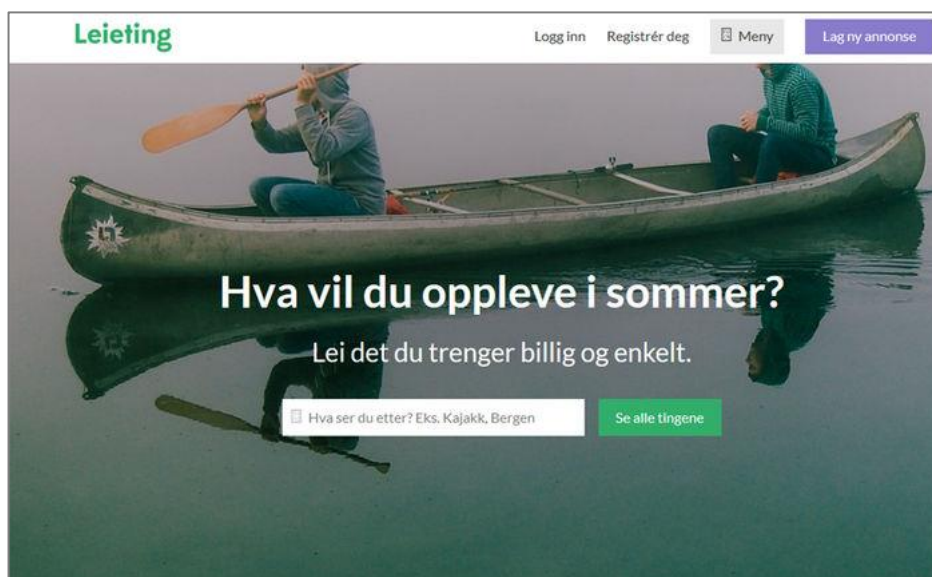 Leieting
Logg inn
Registrér deg
Meny
Lag ny annonse
Hva vil du oppleve i sommer?
Lei det du trenger billig og enkelt.
Hva ser du etter? Eks. Kajakk, Bergen
Se alle tingene